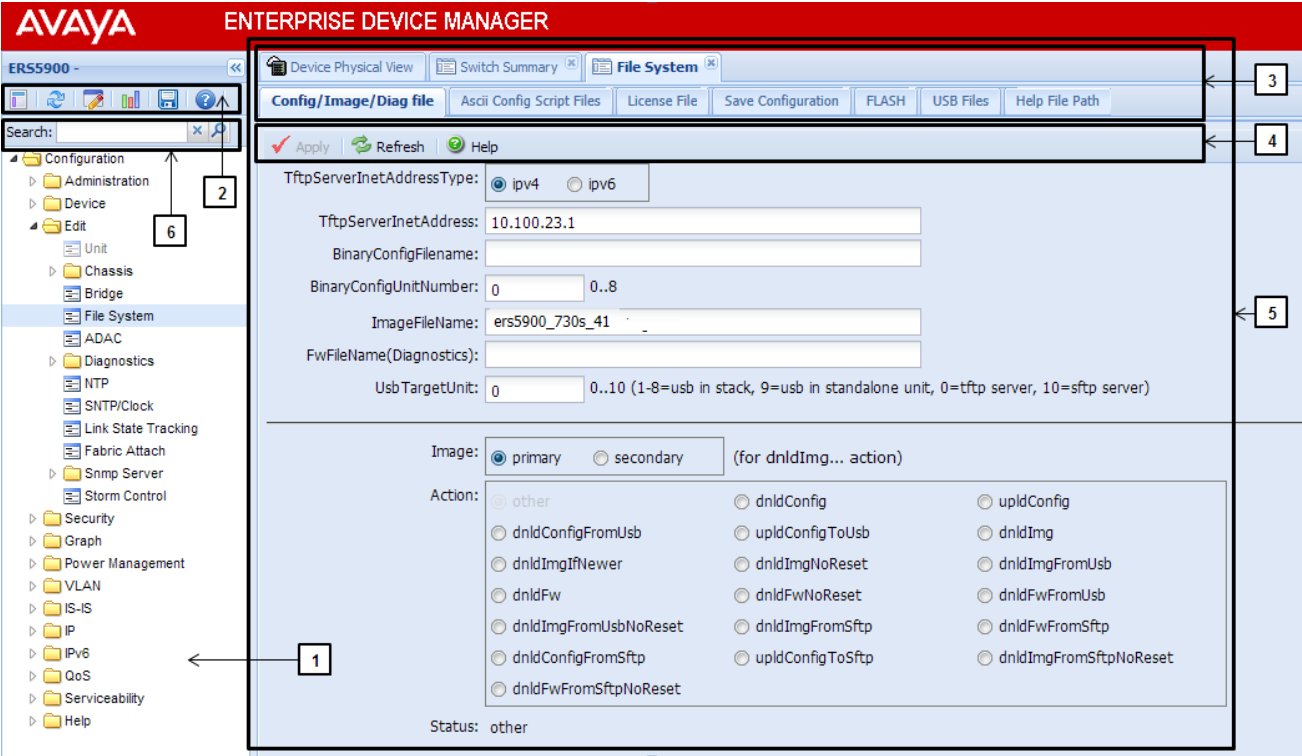 AVAYA ENTERPRISE DEVICE MANAGER
ERS5900 -
Search:
Configuration
Administration
Device
Edit
Unit
Chassis
Bridge
File System
ADAC
Diagnostics
NTP
SNTP/Clock
Link State Tracking
Fabric Attach
Snmp Server
Storm Control
Security
Graph
Power Management
VLAN
IS-IS
IP
IPv6
QoS
Serviceability
Help
2
6
1
Device Physical View Switch Summary File System
Config/Image/Diag file Ascii Config Script Files License File Save Configuration FLASH USB Files Help File Path
3
Apply Refresh Help
4
TftpServerInetAddressType: ipv4 ipv6
TftpServerInetAddress: 10.100.23.1
BinaryConfigFilename:
BinaryConfigUnitNumber: 0 0..8
ImageFileName: ers5900_730s_41
5
FwFileName(Diagnostics):
UsbTargetUnit: 0 0..10 (1-8=usb in stack, 9=usb in standalone unit, 0=tftp server, 10=sftp server)
Image: primary secondary (for dnldImg... action)
Action: other dnldConfig upldConfig
dnldConfigFromUsb upldConfigToUsb dnldImg
dnldImgIfNewer dnldImgNoReset dnldImgFromUsb
dnldFw dnldFwNoReset dnldFwFromUsb
dnldImgFromUsbNoReset dnldImgFromSftp dnldFwFromSftp
dnldConfigFromSftp upldConfigToSftp dnldImgFromSftpNoReset
dnldFwFromSftpNoReset
Status: other